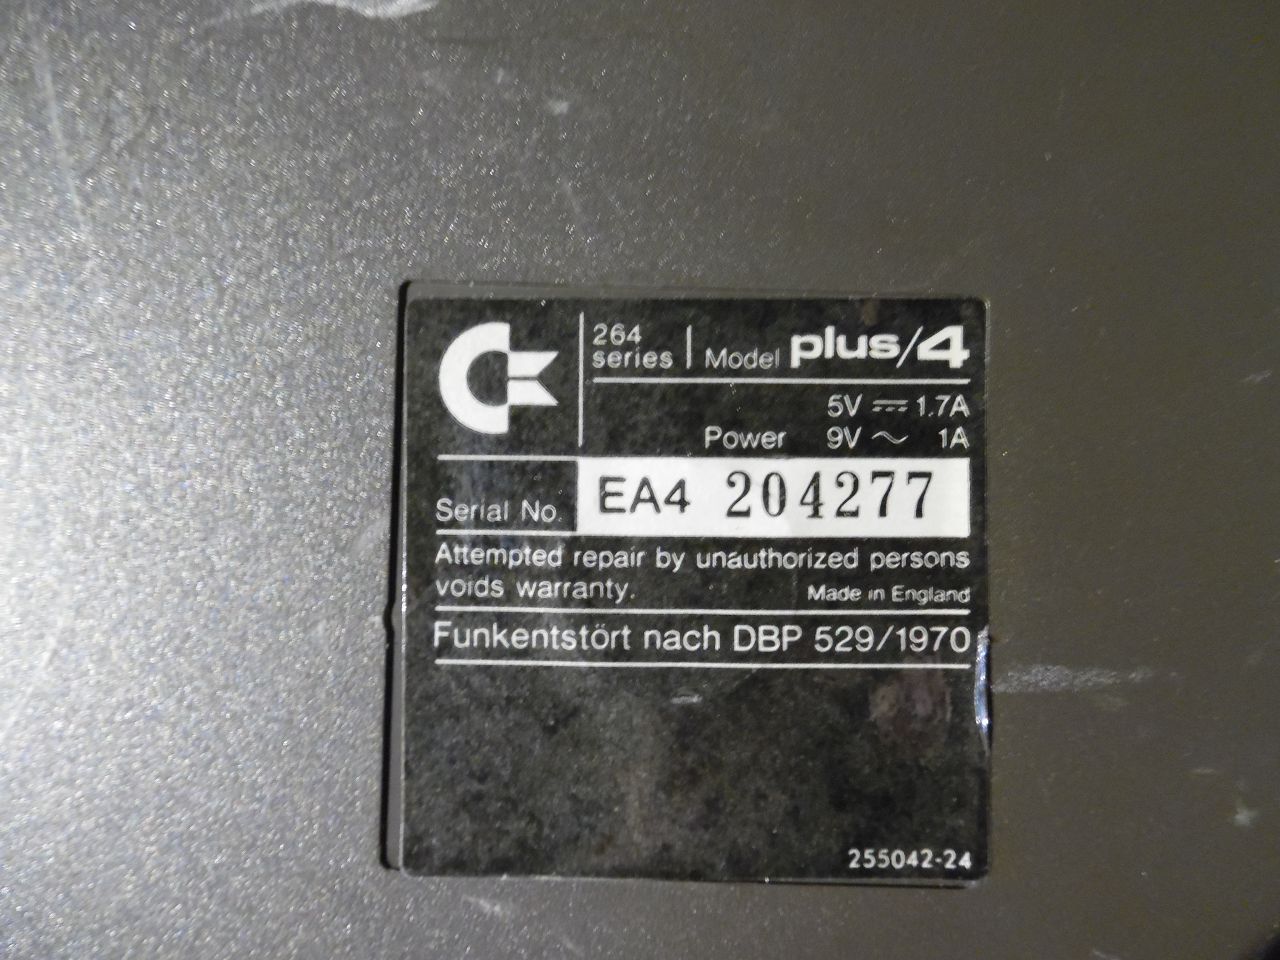 264 series | Model plus/4
5V ⎓ 1.7A
Power 9V ~ 1A
Serial No. EA4 204277
Attempted repair by unauthorized persons
voids warranty. Made in England
Funkentstört nach DBP 529/1970
255042-24